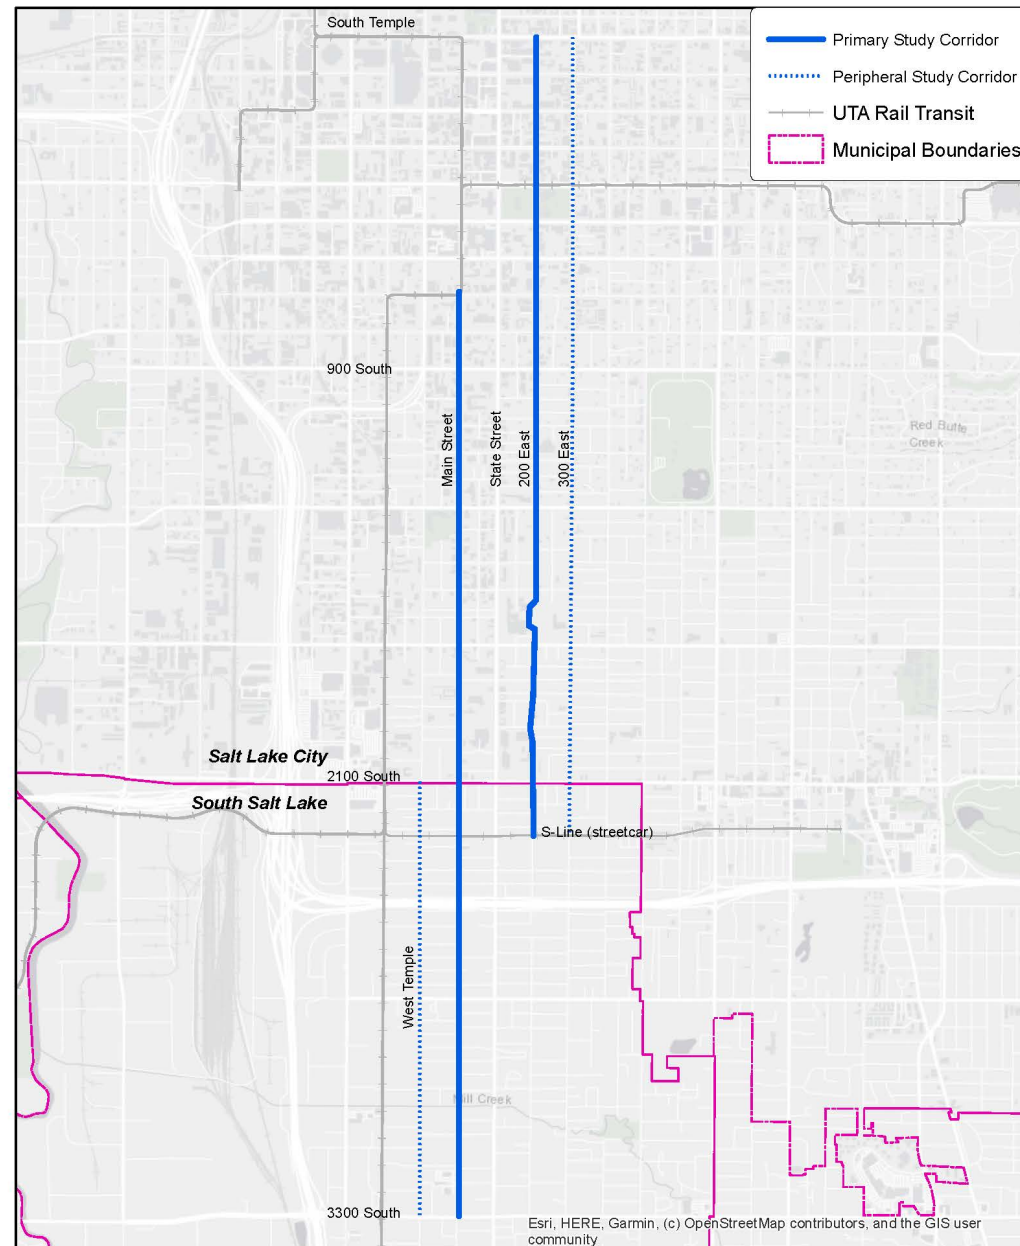 South Temple
Primary Study Corridor
Peripheral Study Corridor
UTA Rail Transit
Municipal Boundaries
900 South
Main Street
State Street
200 East
300 East
Red Butte
Creek
Salt Lake City
2100 South
South Salt Lake
S-Line (streetcar)
West Temple
Mill Creek
3300 South
Esri, HERE, Garmin, (c) OpenStreetMap contributors, and the GIS user
community